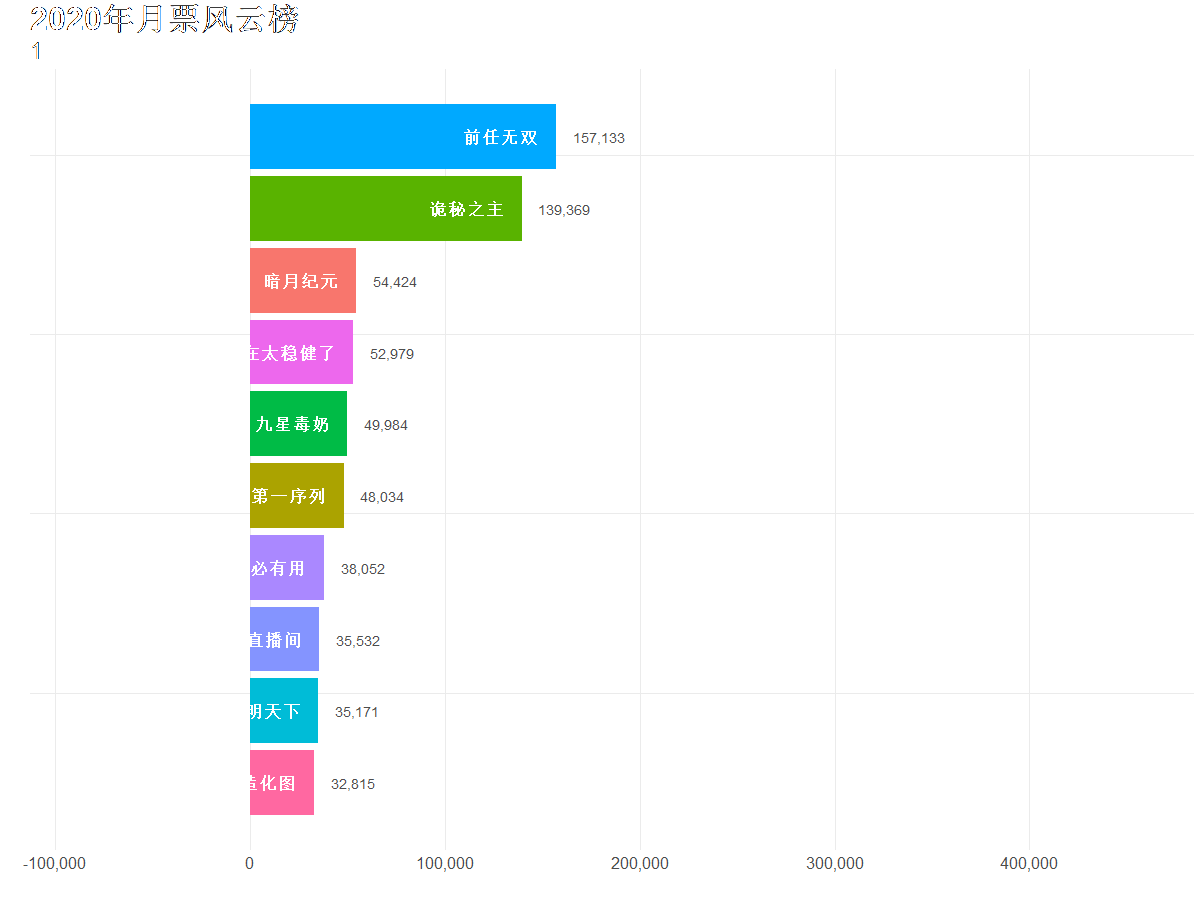 2020年月票风云榜
1
前任无双 157,133
诡秘之主 139,369
暗月纪元 54,424
在太稳健了 52,979
九星毒奶 49,984
第一序列 48,034
必有用 38,052
直播间 35,532
明天下 35,171
造化图 32,815
-100,000 0 100,000 200,000 300,000 400,000